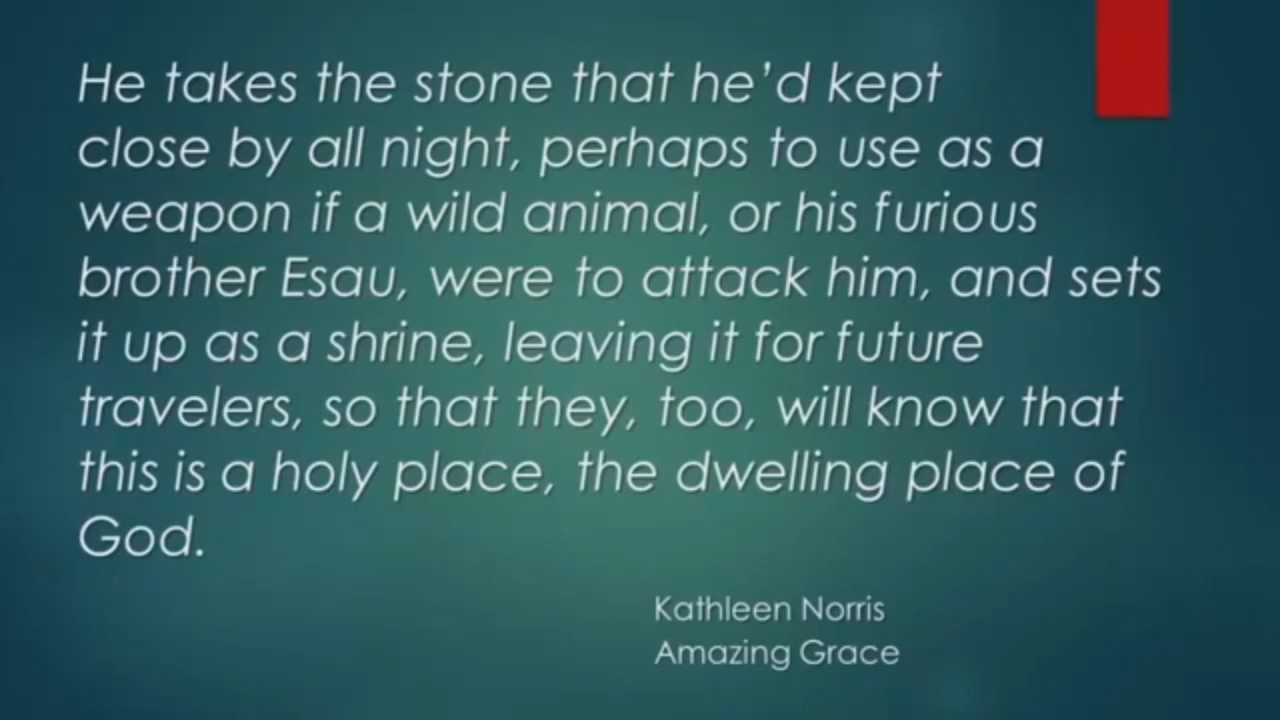 He takes the stone that he’d kept
close by all night, perhaps to use as a
weapon if a wild animal, or his furious
brother Esau, were to attack him, and sets
it up as a shrine, leaving it for future
travelers, so that they, too, will know that
this is a holy place, the dwelling place of
God.
Kathleen Norris
Amazing Grace